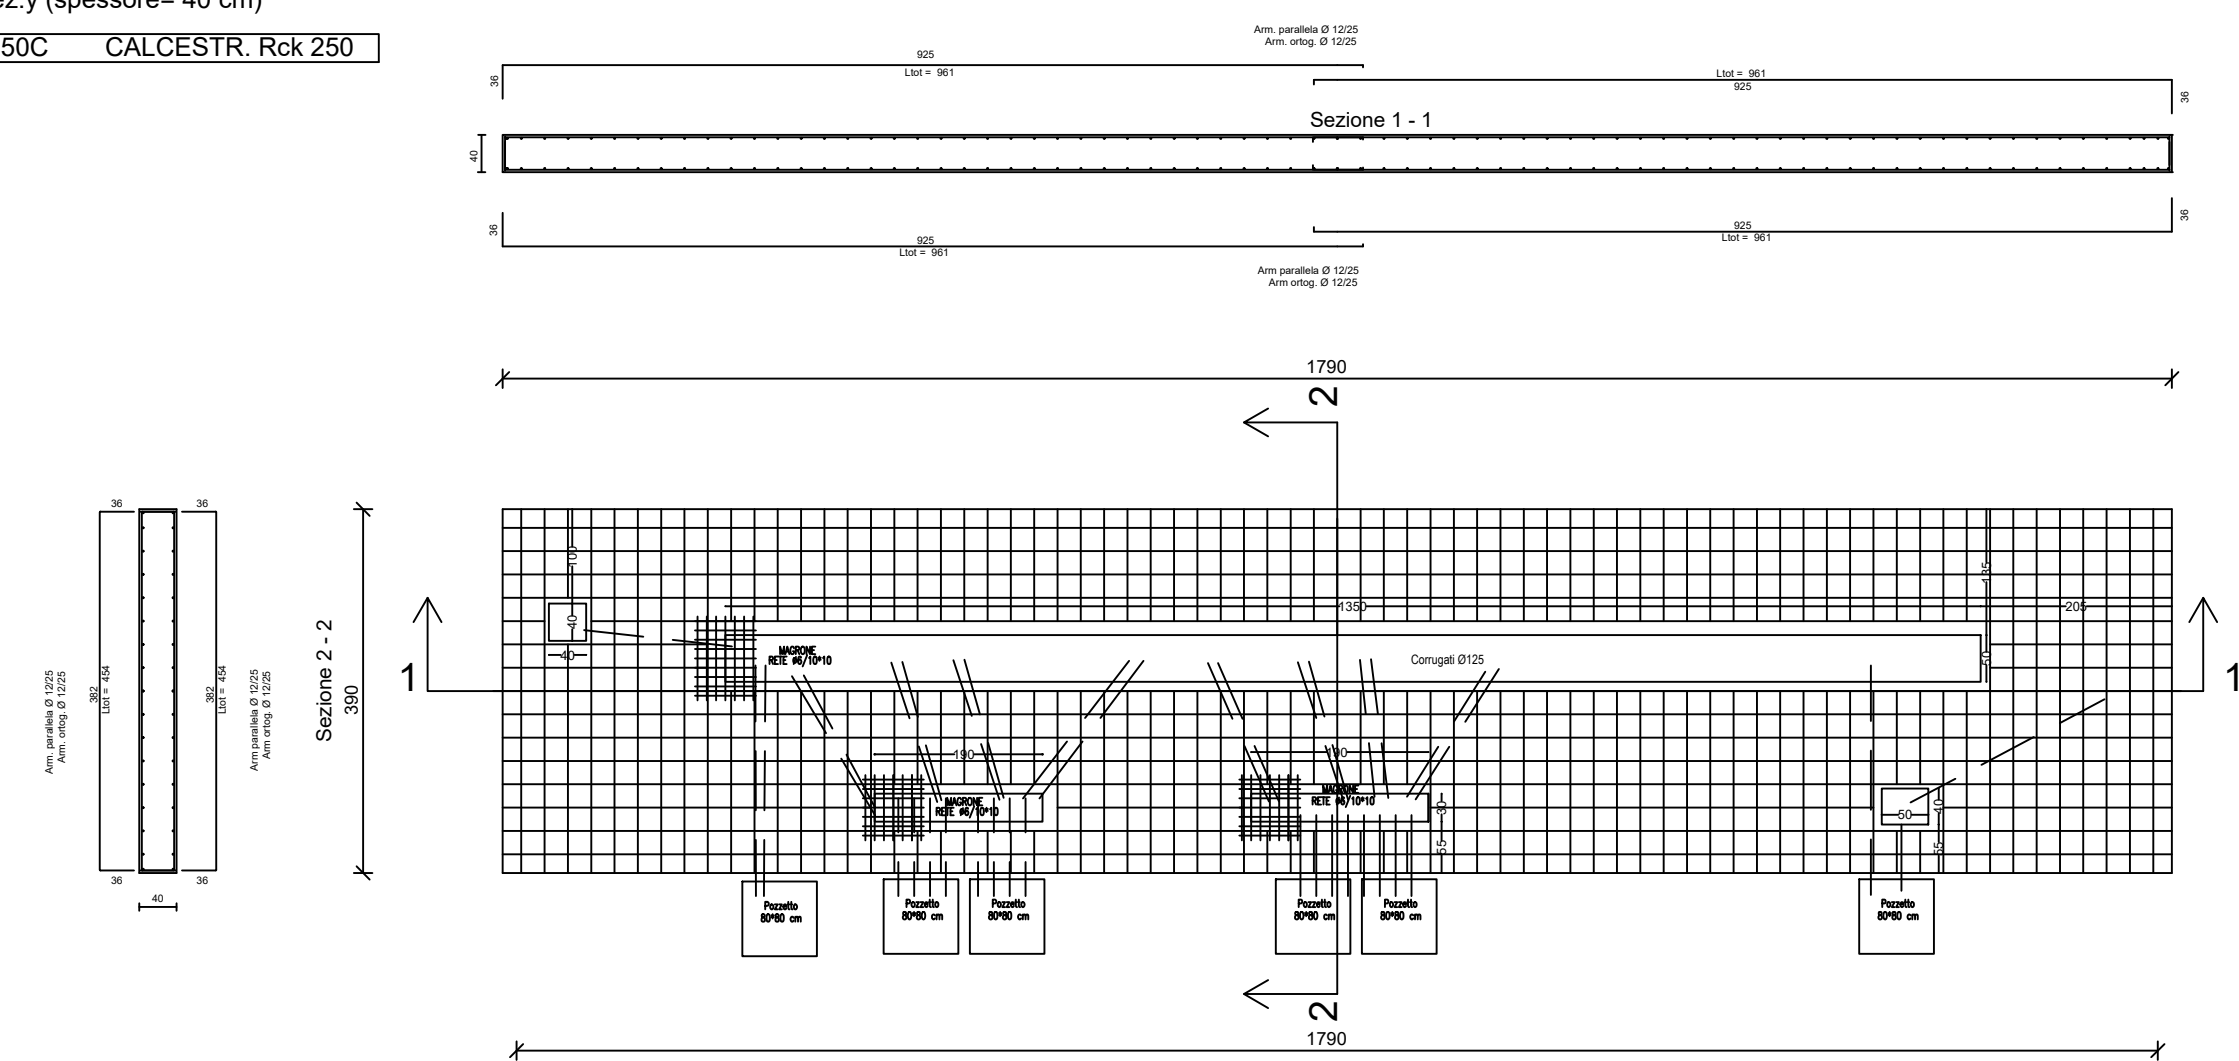 ez.y (spessore= 40 cm)
50C CALCESTR. Rck 250
Arm. parallela Ø 12/25
Arm. ortog. Ø 12/25
925
Ltot = 961
36
Ltot = 961
925
36
Sezione 1 - 1
40
36
925
Ltot = 961
925
Ltot = 961
36
Arm parallela Ø 12/25
Arm ortog. Ø 12/25
1790
2
36
36
100
135
1350
205
40
40
50
MAGRONE
RETE ø6/10*10
Corrugati Ø125
1
1
Sezione 2 - 2
390
Arm. parallela Ø 12/25
Arm. ortog. Ø 12/25
382
Ltot = 454
382
Ltot = 454
Arm parallela Ø 12/25
Arm ortog. Ø 12/25
190
190
MAGRONE
RETE ø6/10*10
MAGRONE
RETE ø6/10*10
30
55
40
50
55
36
36
40
Pozzetto
80*80 cm
Pozzetto
80*80 cm
Pozzetto
80*80 cm
Pozzetto
80*80 cm
Pozzetto
80*80 cm
Pozzetto
80*80 cm
2
1790